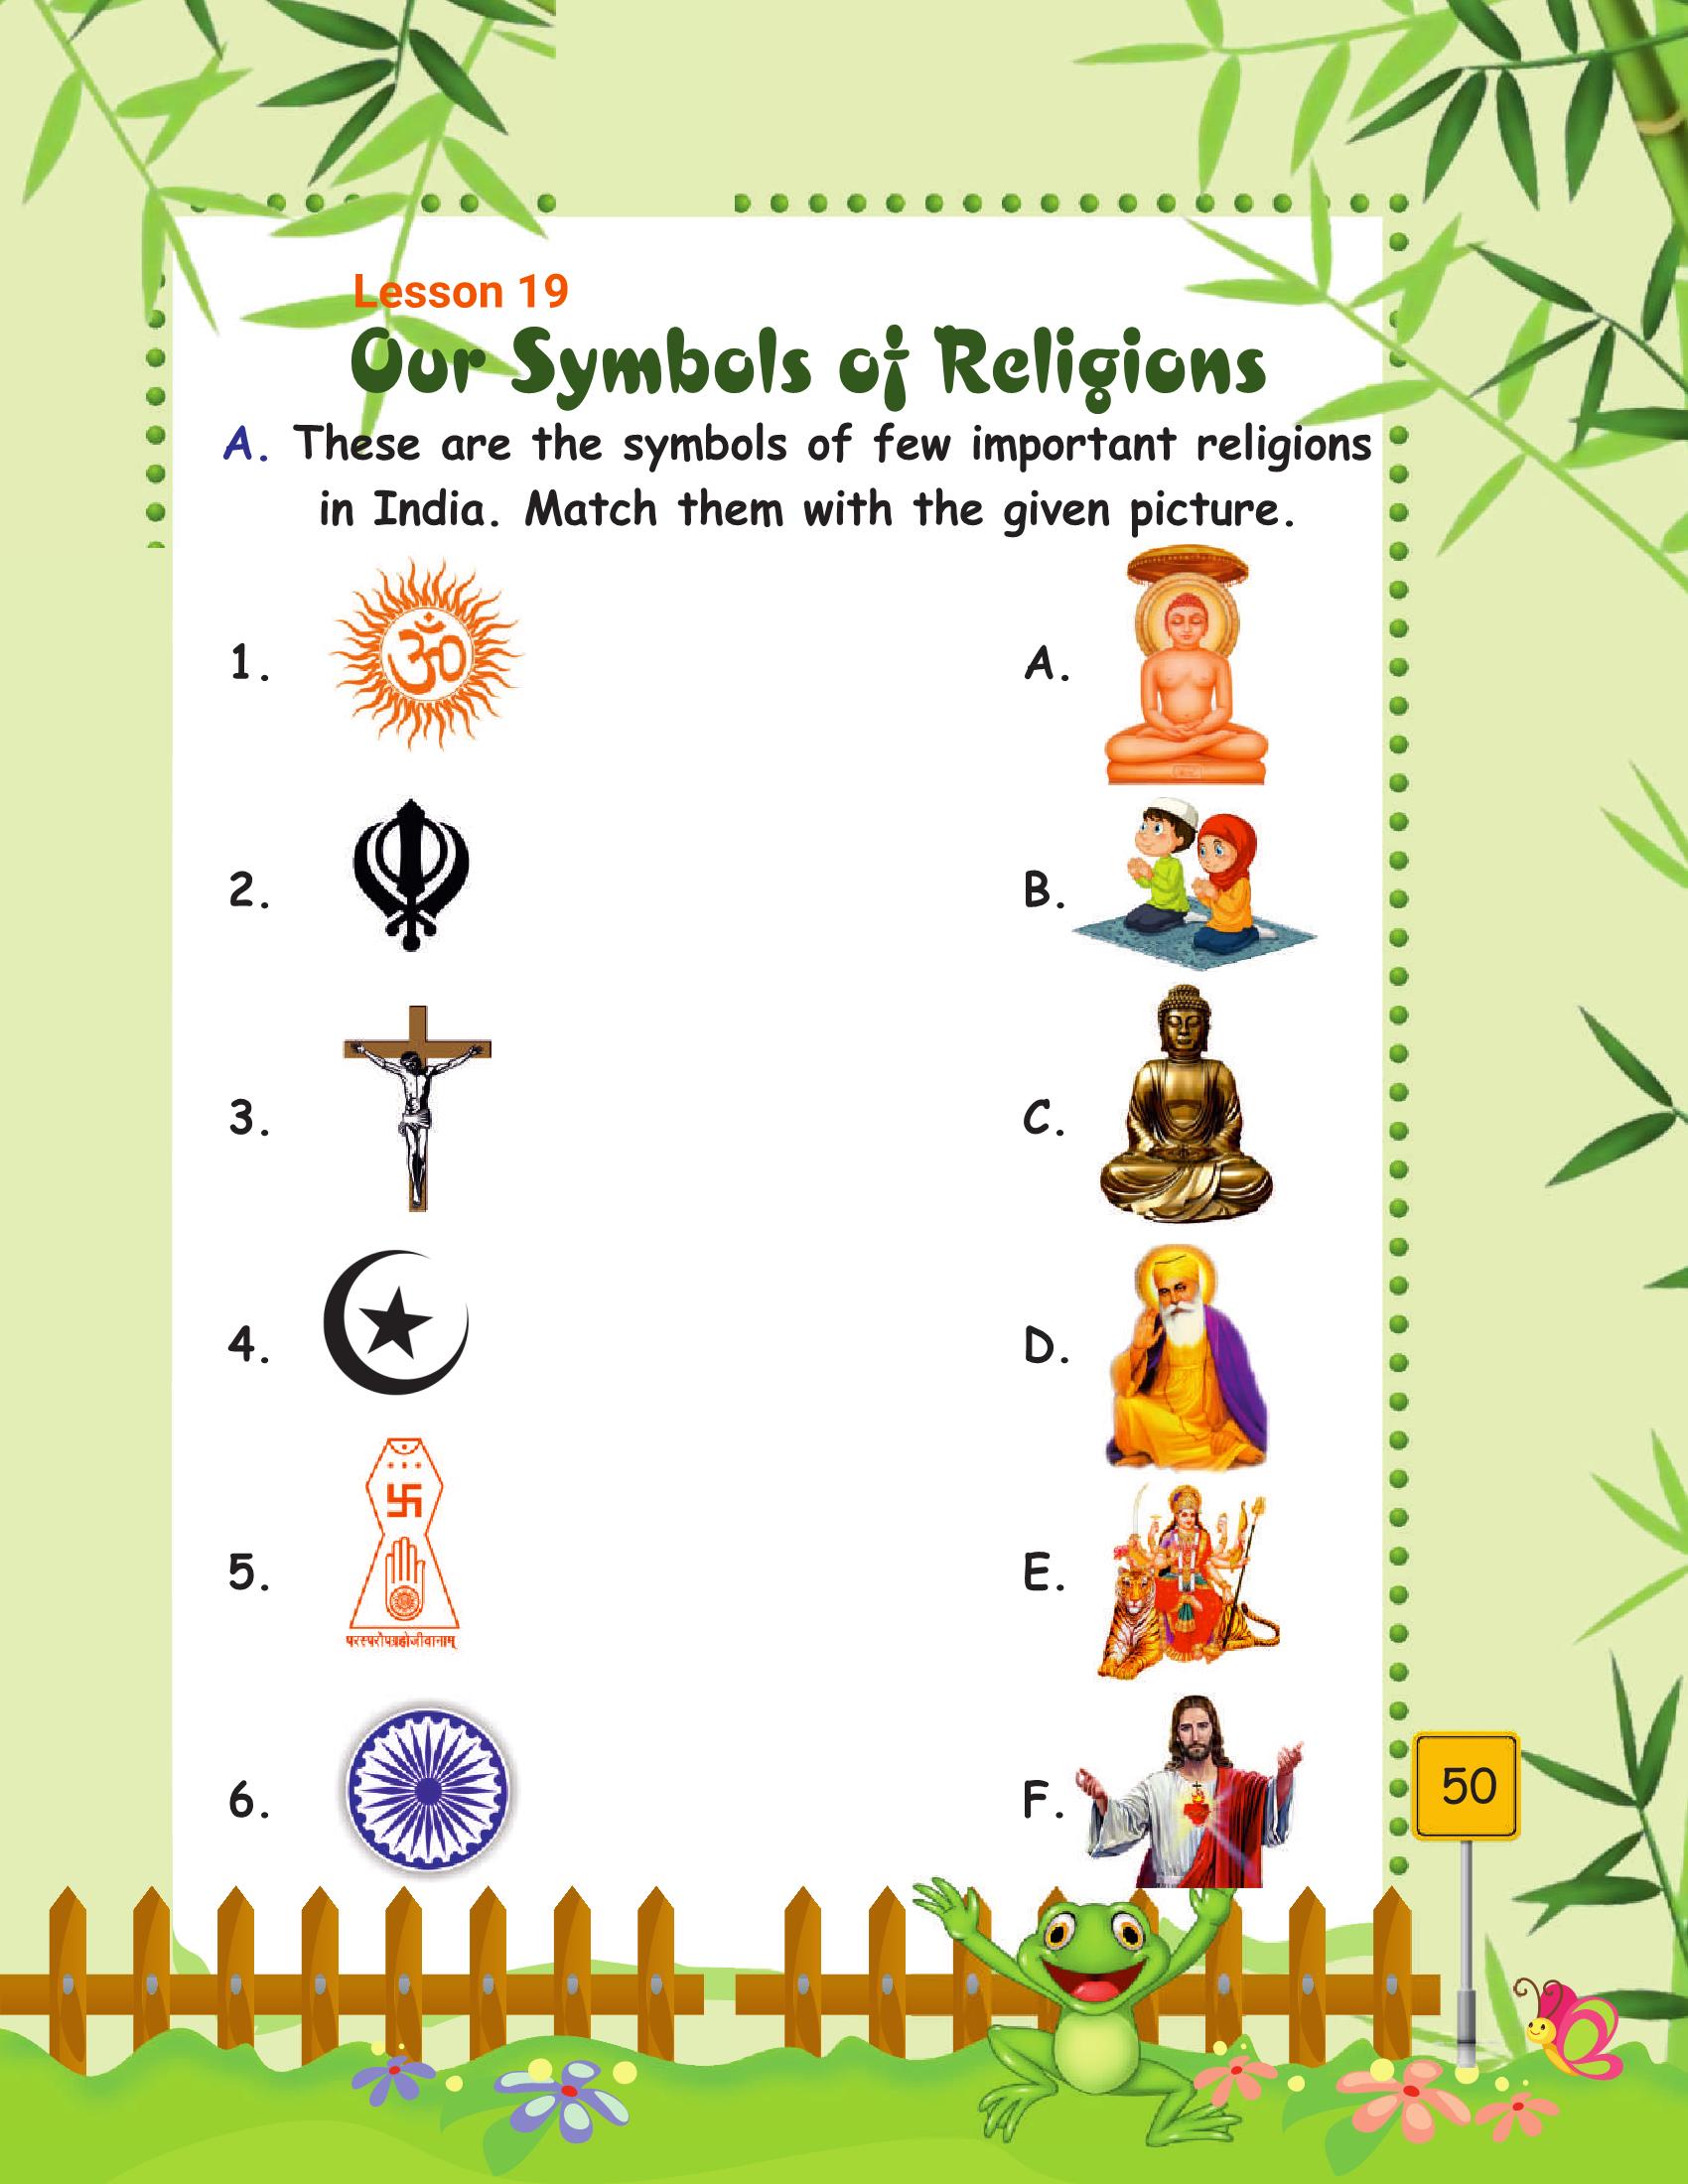 Lesson 19
Our Symbols of Religions
A. These are the symbols of few important religions
in India. Match them with the given picture.
ॐ
1. A.
2. B.
3. C.
4. D.
5. E.
परस्परोपग्रहोजीवानाम्
6. F.
50